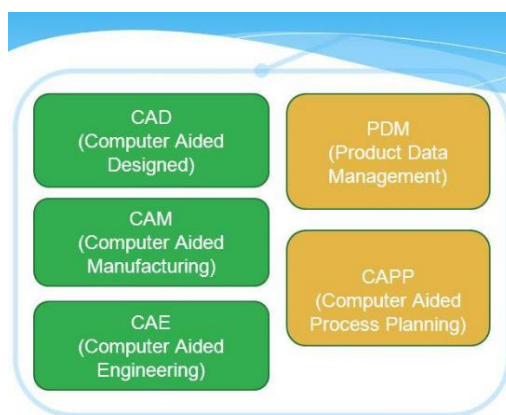 CAD
(Computer Aided
Designed)
CAM
(Computer Aided
Manufacturing)
CAE
(Computer Aided
Engineering)
PDM
(Product Data
Management)
CAPP
(Computer Aided
Process Planning)